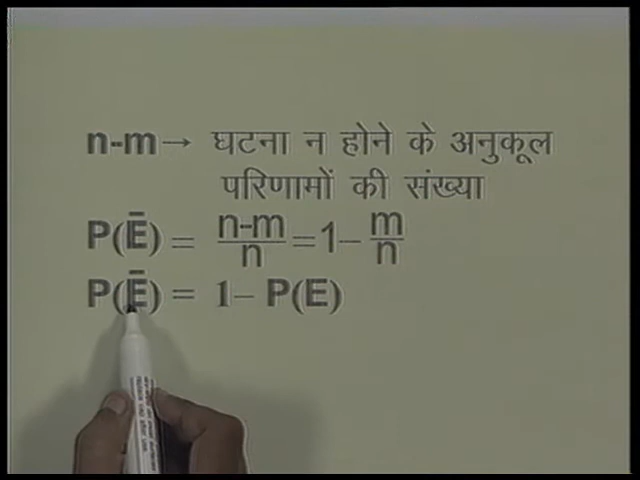 n-m→ घटना न होने के अनुकूल
परिणामों की संख्या
P(Ē) = n-m/n = 1– m/n
P(Ē) = 1– P(E)